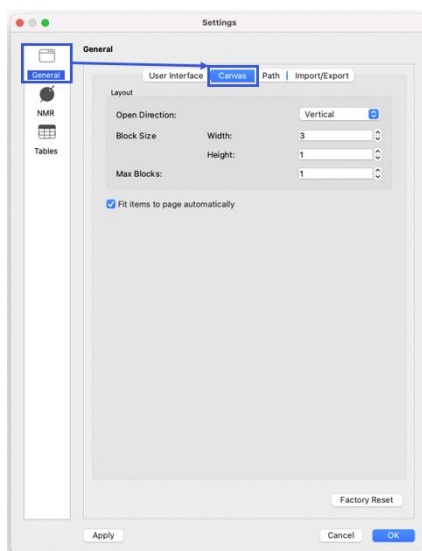 Settings
General
General
User Interface Canvas Path Import/Export
Layout
Open Direction: Vertical
Block Size Width: 3
Height: 1
Max Blocks: 1
Fit items to page automatically
NMR
Tables
Factory Reset
Apply Cancel OK